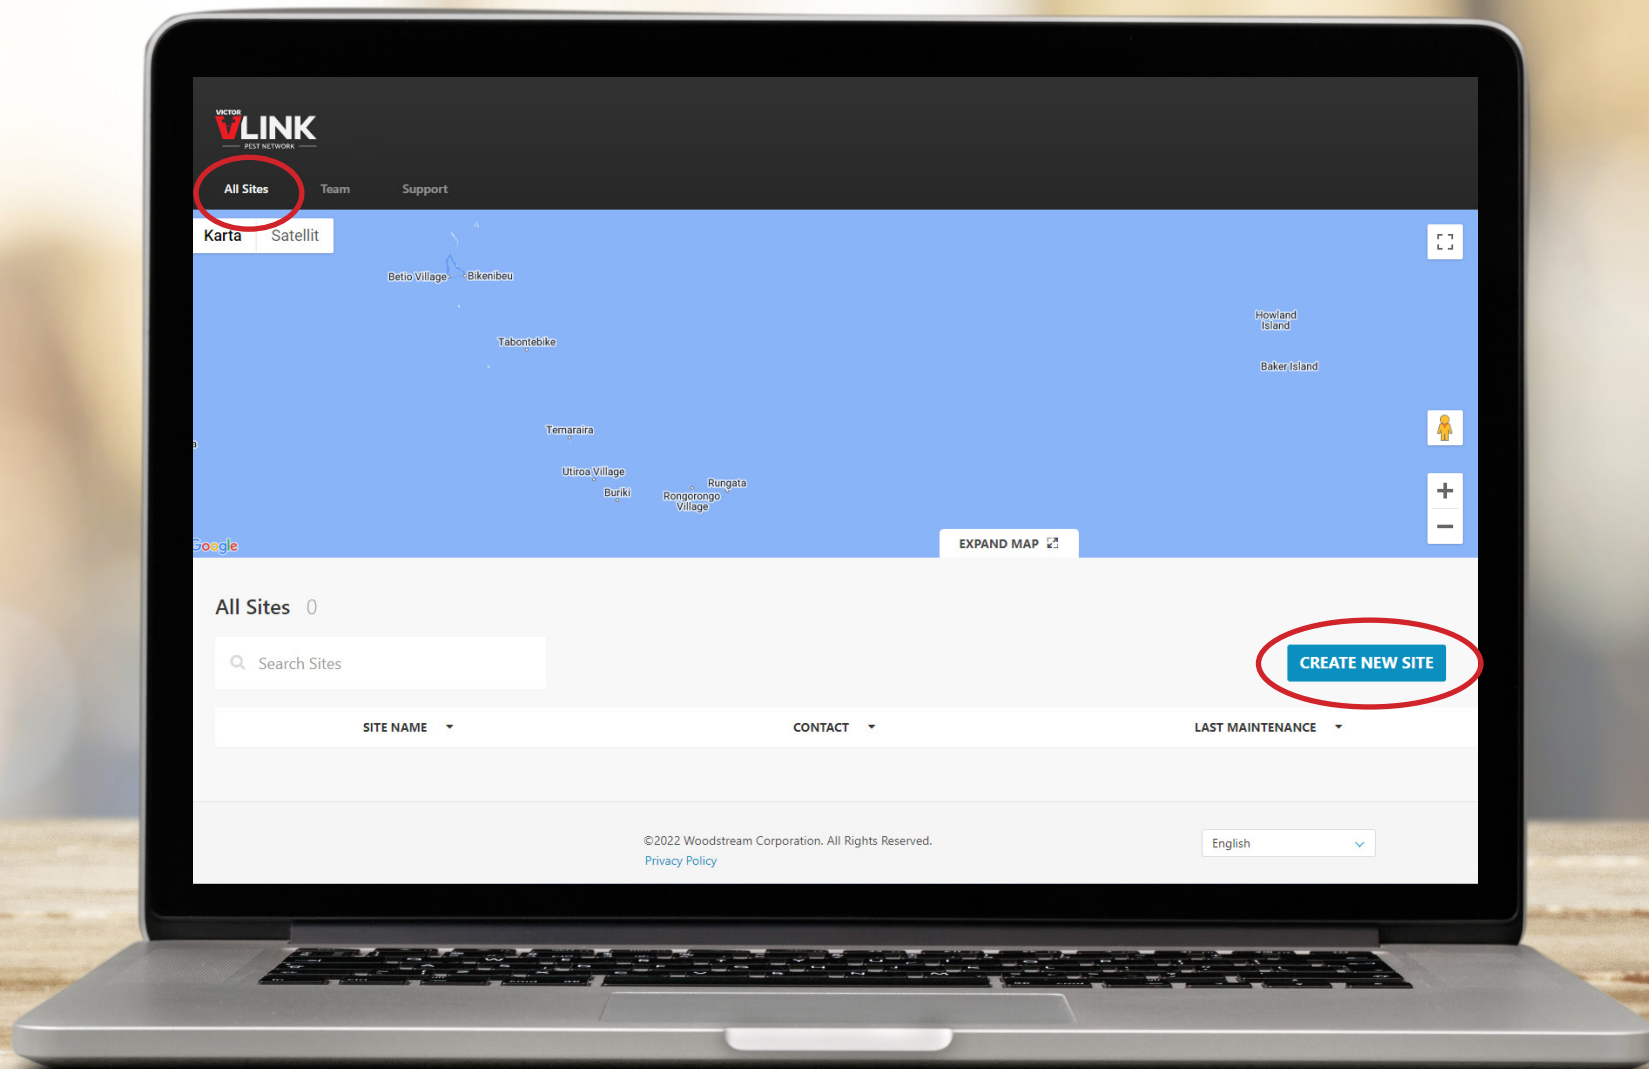 VICTOR
VLINK
PEST NETWORK
All Sites Team Support
Karta Satellit
Betio Village Bikenibeu
Howland
Island
Tabontebike
Baker Island
Temaraira
Utiroa Village
Buriki
Rungata
Rongorongo
Village
Google
EXPAND MAP
All Sites 0
Search Sites
CREATE NEW SITE
SITE NAME CONTACT LAST MAINTENANCE
©2022 Woodstream Corporation. All Rights Reserved.
Privacy Policy
English